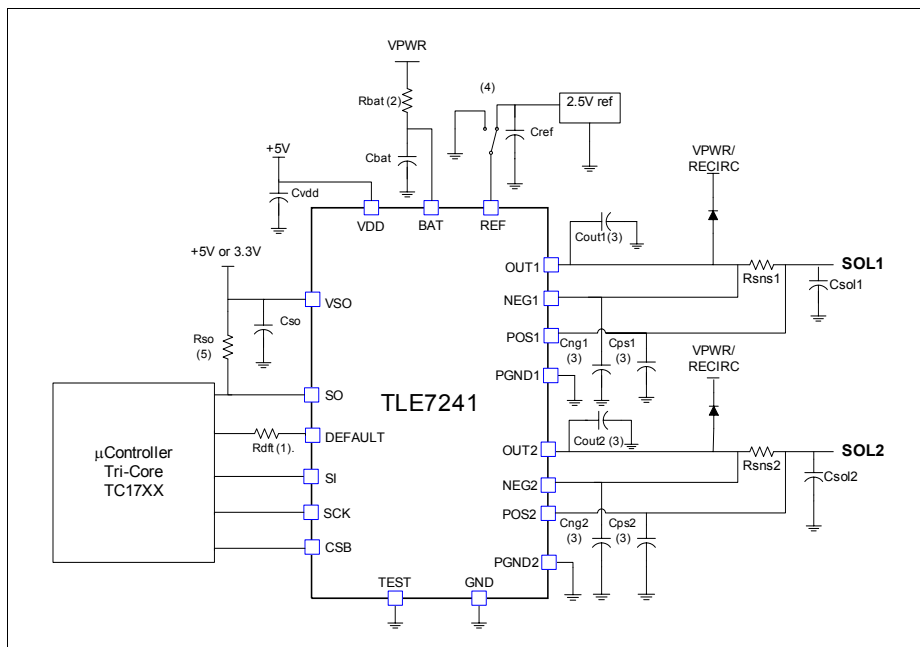 VPWR
Rbat (2)
(4)
2.5V ref
Cref
Cbat
+5V
Cvdd
VPWR/
RECIRC
VDD
BAT
REF
Cout1(3)
+5V or 3.3V
OUT1
SOL1
Rsns1
Csol1
NEG1
VSO
Cso
Rso
(5)
POS1
Cng1
(3)
Cps1
(3)
VPWR/
RECIRC
PGND1
SO
TLE7241
DEFAULT
Rdft (1).
Cout2 (3)
OUT2
SOL2
Rsns2
Csol2
μController
Tri-Core
TC17XX
SI
NEG2
SCK
POS2
Cng2
(3)
Cps2
(3)
CSB
PGND2
TEST
GND